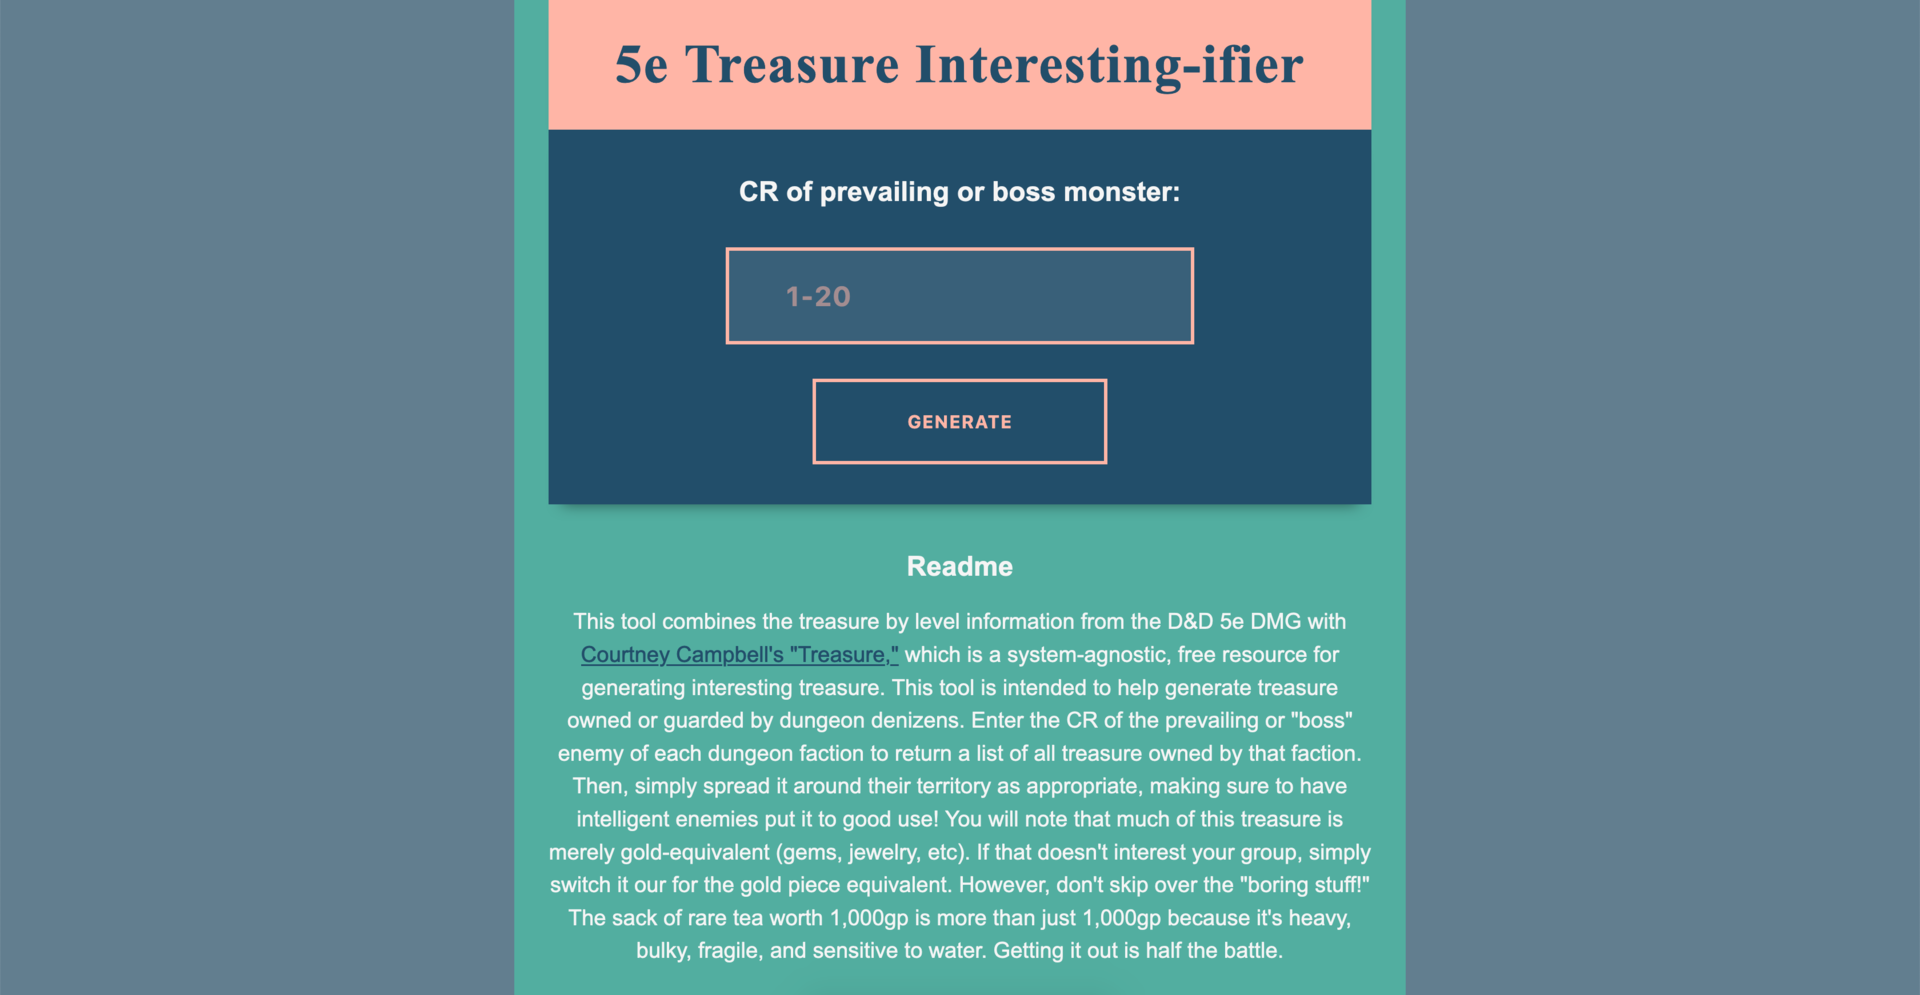 5e Treasure Interesting-ifier
CR of prevailing or boss monster:
1-20
GENERATE
Readme
This tool combines the treasure by level information from the D&D 5e DMG with
Courtney Campbell's "Treasure," which is a system-agnostic, free resource for
generating interesting treasure. This tool is intended to help generate treasure
owned or guarded by dungeon denizens. Enter the CR of the prevailing or "boss"
enemy of each dungeon faction to return a list of all treasure owned by that faction.
Then, simply spread it around their territory as appropriate, making sure to have
intelligent enemies put it to good use! You will note that much of this treasure is
merely gold-equivalent (gems, jewelry, etc). If that doesn't interest your group, simply
switch it our for the gold piece equivalent. However, don't skip over the "boring stuff!"
The sack of rare tea worth 1,000gp is more than just 1,000gp because it's heavy,
bulky, fragile, and sensitive to water. Getting it out is half the battle.